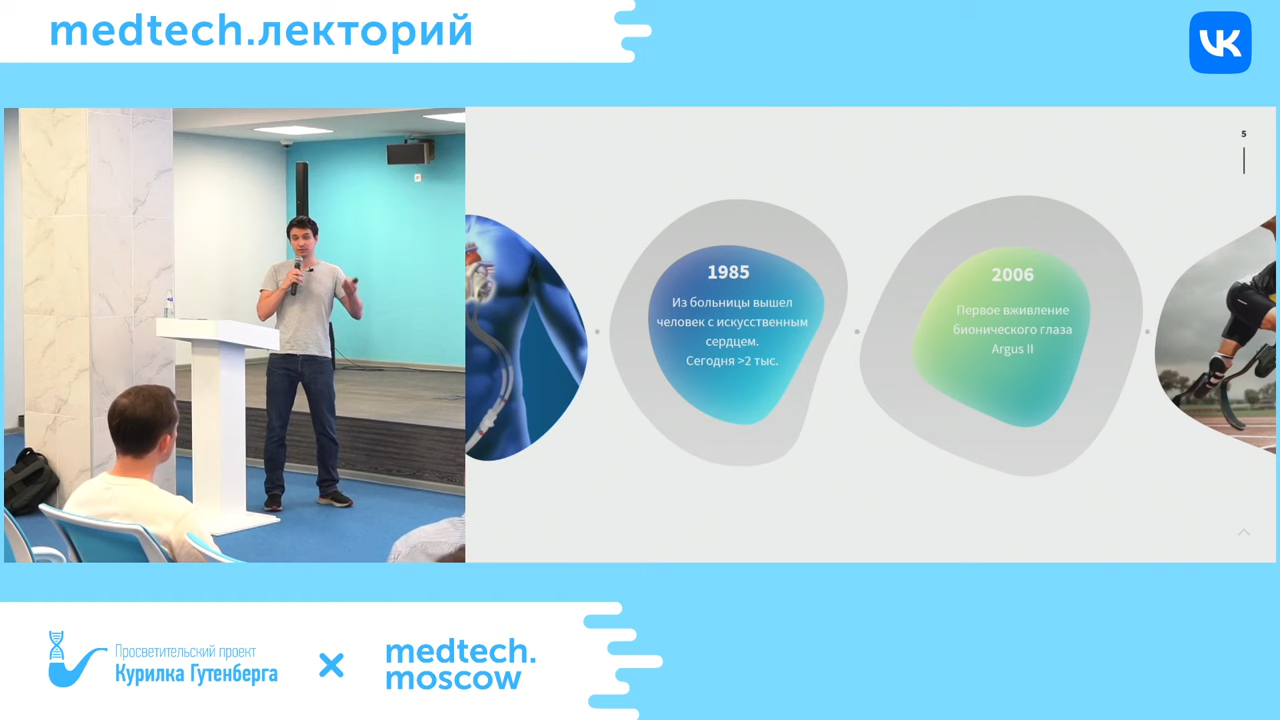 medtech.лекторий
VK
5
1985
Из больницы вышел
человек с искусственным
сердцем.
Сегодня >2 тыс.
2006
Первое вживление
бионического глаза
Argus II
Просветительский проект
Курилка Гутенберга
medtech.
moscow